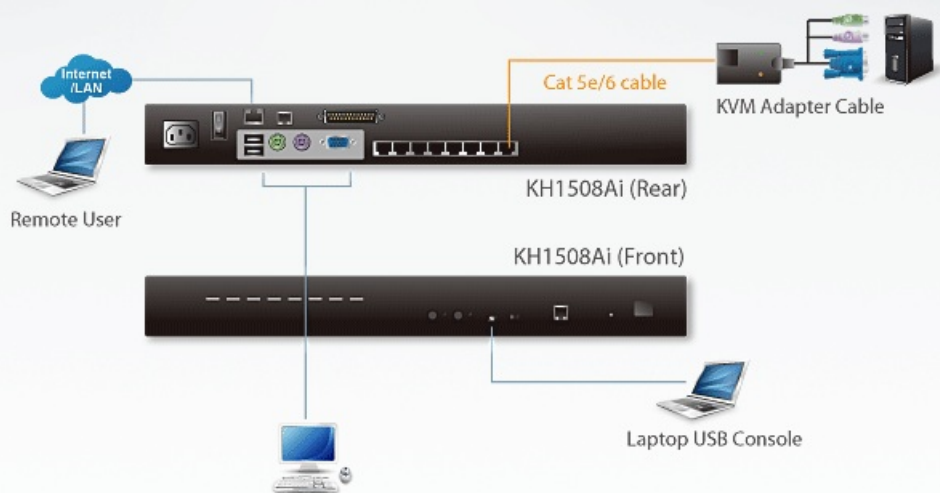 Internet
/LAN
Cat 5e/6 cable
KVM Adapter Cable
KH1508Ai (Rear)
Remote User
KH1508Ai (Front)
Laptop USB Console